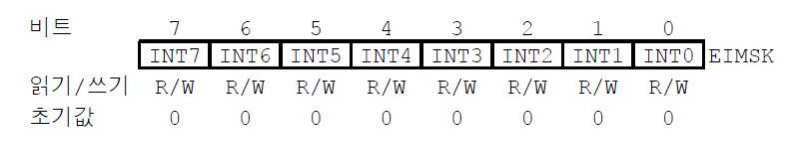 비트 7 6 5 4 3 2 1 0
INT7 INT6 INT5 INT4 INT3 INT2 INT1 INT0 EIMSK
읽기/쓰기 R/W R/W R/W R/W R/W R/W R/W R/W
초기값 0 0 0 0 0 0 0 0